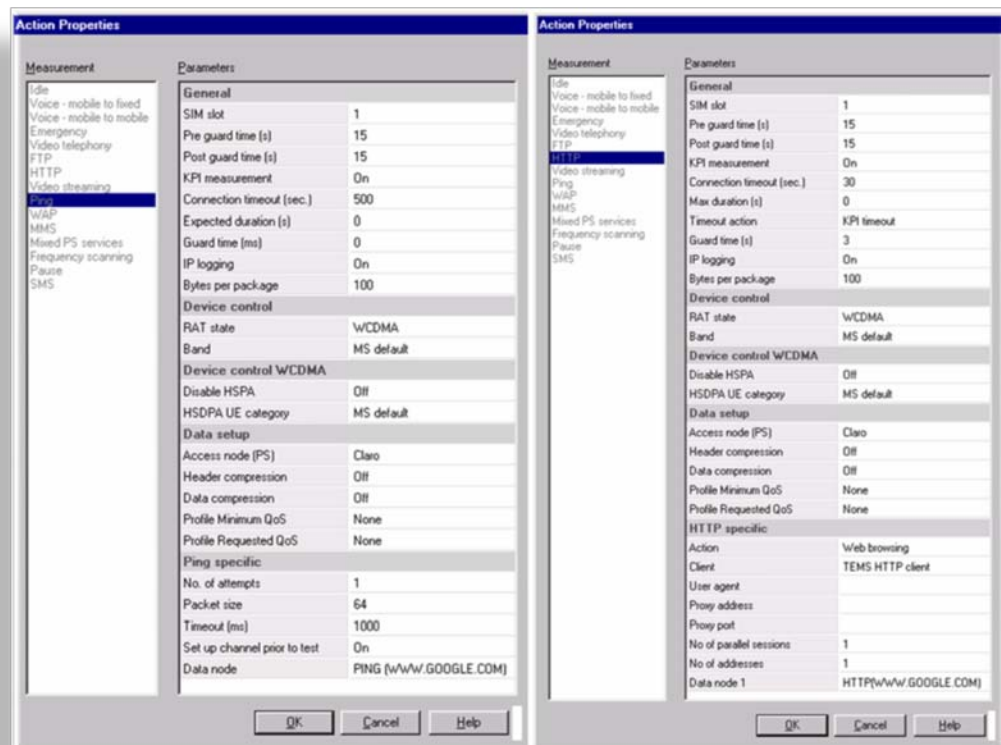 Action Properties
Measurement
Idle
Voice - mobile to fixed
Voice - mobile to mobile
Emergency
Video telephony
FTP
HTTP
Video streaming
Ping
WAP
MMS
Mixed PS services
Frequency scanning
Pause
SMS
Parameters
General
SIM slot 1
Pre guard time (s) 15
Post guard time (s) 15
KPI measurement On
Connection timeout (sec.) 500
Expected duration (s) 0
Guard time (ms) 0
IP logging On
Bytes per package 100
Device control
RAT state WCDMA
Band MS default
Device control WCDMA
Disable HSPA Off
HSDPA UE category MS default
Data setup
Access node (PS) Claro
Header compression Off
Data compression Off
Profile Minimum QoS None
Profile Requested QoS None
Ping specific
No. of attempts 1
Packet size 64
Timeout (ms) 1000
Set up channel prior to test On
Data node PING (WWW.GOOGLE.COM)
OK Cancel Help
Action Properties
Measurement
Idle
Voice - mobile to fixed
Voice - mobile to mobile
Emergency
Video telephony
FTP
HTTP
Video streaming
Ping
WAP
MMS
Mixed PS services
Frequency scanning
Pause
SMS
Parameters
General
SIM slot 1
Pre guard time (s) 15
Post guard time (s) 15
KPI measurement On
Connection timeout (sec.) 30
Max duration (s) 0
Timeout action KPI timeout
Guard time (s) 3
IP logging On
Bytes per package 100
Device control
RAT state WCDMA
Band MS default
Device control WCDMA
Disable HSPA Off
HSDPA UE category MS default
Data setup
Access node (PS) Claro
Header compression Off
Data compression Off
Profile Minimum QoS None
Profile Requested QoS None
HTTP specific
Action Web browsing
Client TEMS HTTP client
User agent
Proxy address
Proxy port
No of parallel sessions 1
No of addresses 1
Data node 1 HTTP(WWW.GOOGLE.COM)
OK Cancel Help